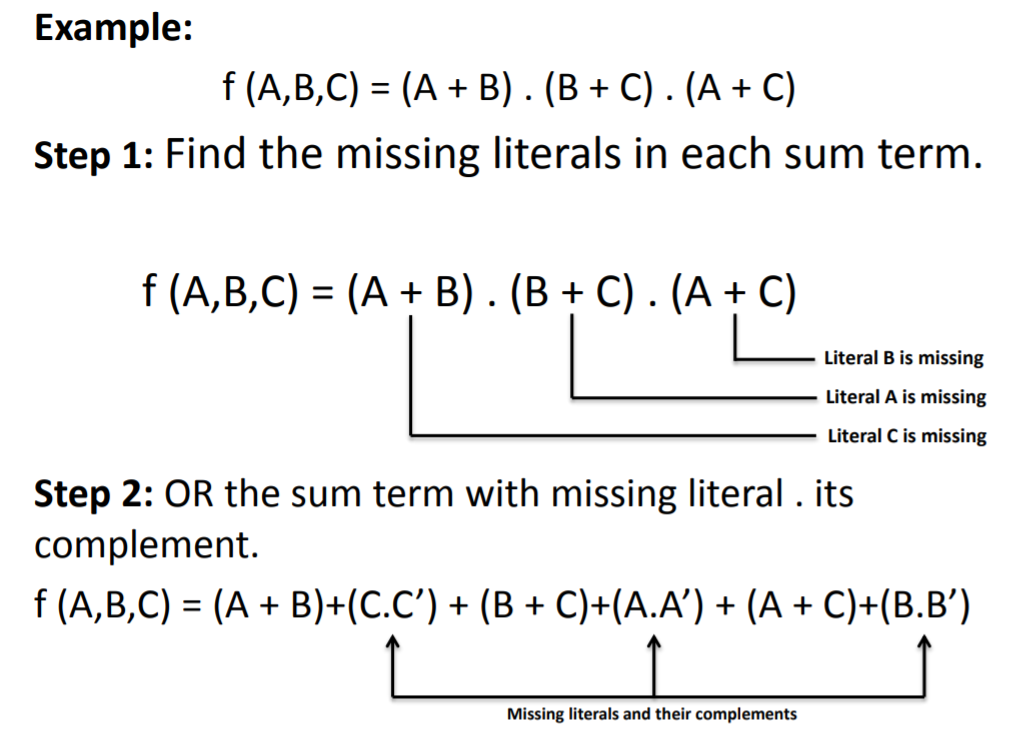 Example:
f (A,B,C) = (A + B) . (B + C) . (A + C)
Step 1: Find the missing literals in each sum term.
f (A,B,C) = (A + B) . (B + C) . (A + C)
Literal B is missing
Literal A is missing
Literal C is missing
Step 2: OR the sum term with missing literal . its
complement.
f (A,B,C) = (A + B)+(C.C’) + (B + C)+(A.A’) + (A + C)+(B.B’)
Missing literals and their complements